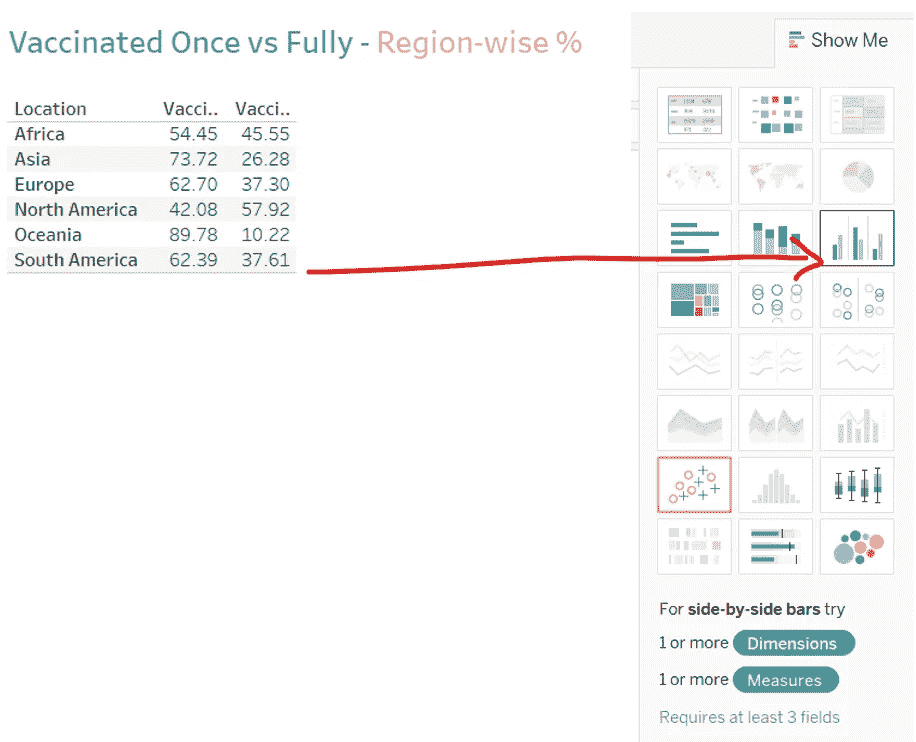 Vaccinated Once vs Fully - Region-wise %
Show Me
Location Vacci.. Vacci..
Africa 54.45 45.55
Asia 73.72 26.28
Europe 62.70 37.30
North America 42.08 57.92
Oceania 89.78 10.22
South America 62.39 37.61
For side-by-side bars try
1 or more Dimensions
1 or more Measures
Requires at least 3 fields